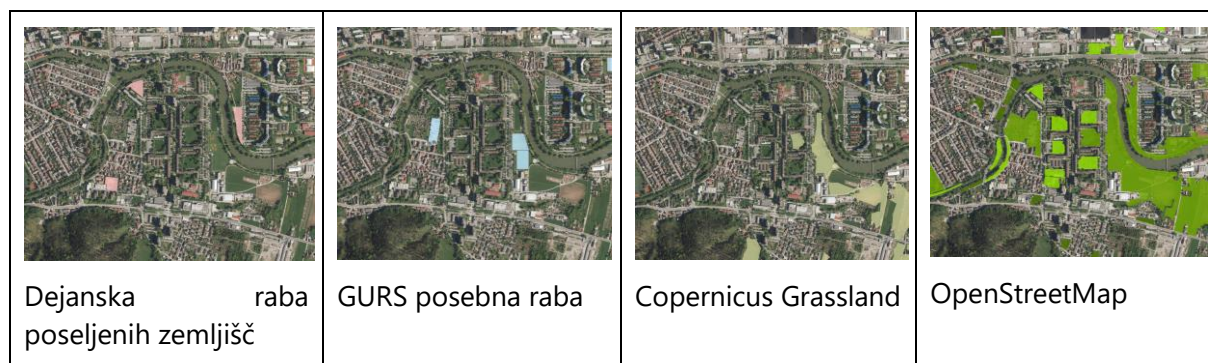 Dejanska raba
poseljenih zemljišč
GURS posebna raba
Copernicus Grassland
OpenStreetMap